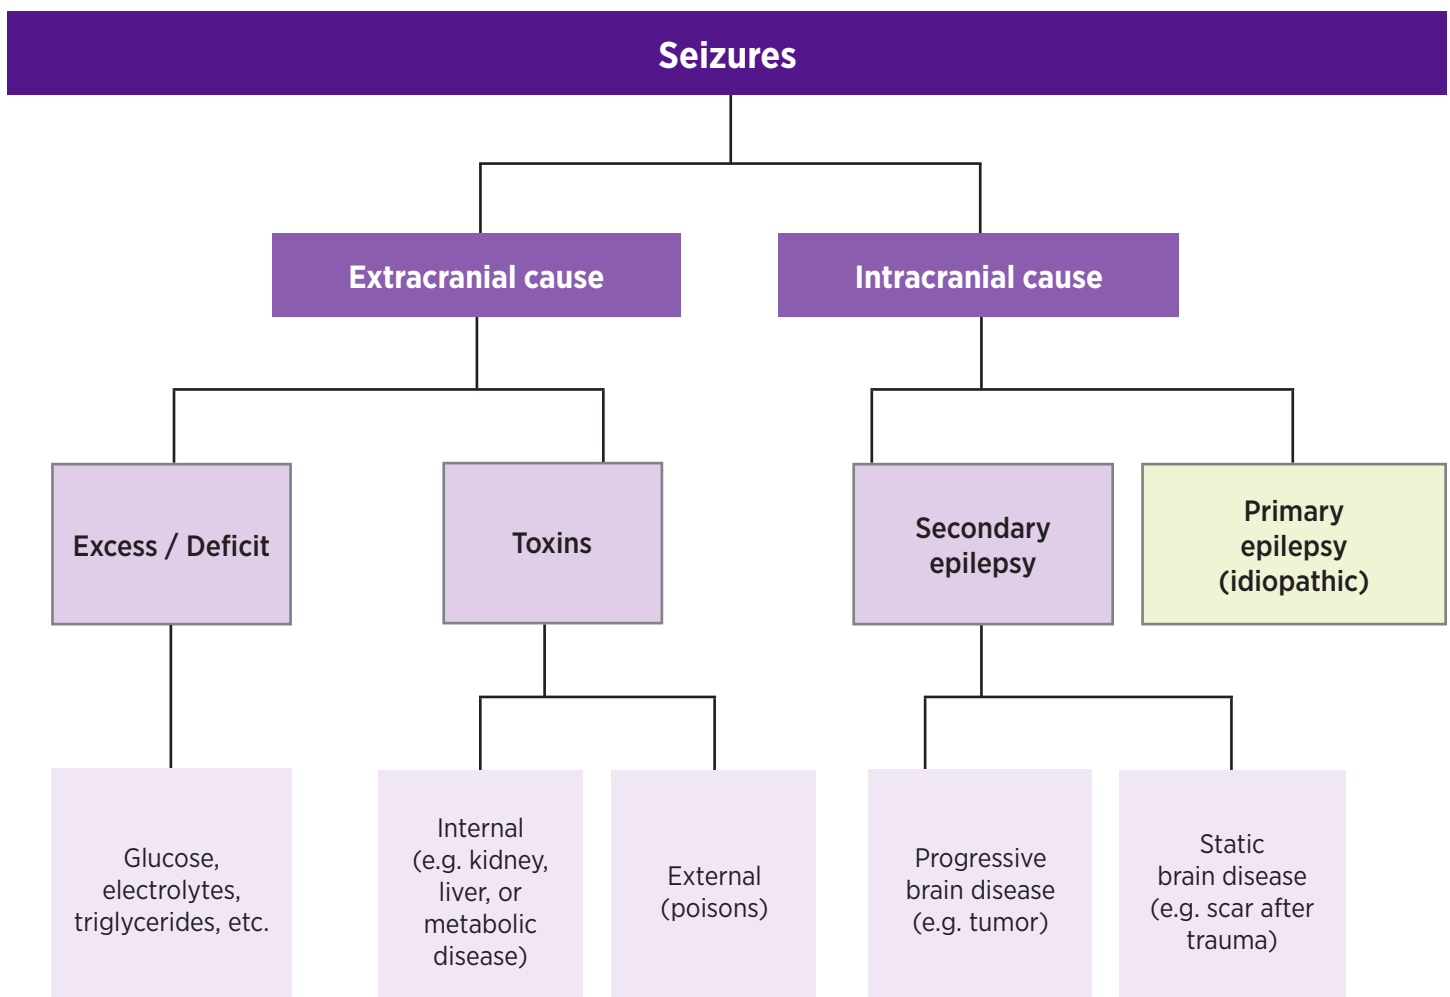 Seizures
Extracranial cause
Intracranial cause
Excess / Deficit
Toxins
Secondary
epilepsy
Primary
epilepsy
(idiopathic)
Glucose,
electrolytes,
triglycerides, etc.
Internal
(e.g. kidney,
liver, or
metabolic
disease)
External
(poisons)
Progressive
brain disease
(e.g. tumor)
Static
brain disease
(e.g. scar after
trauma)